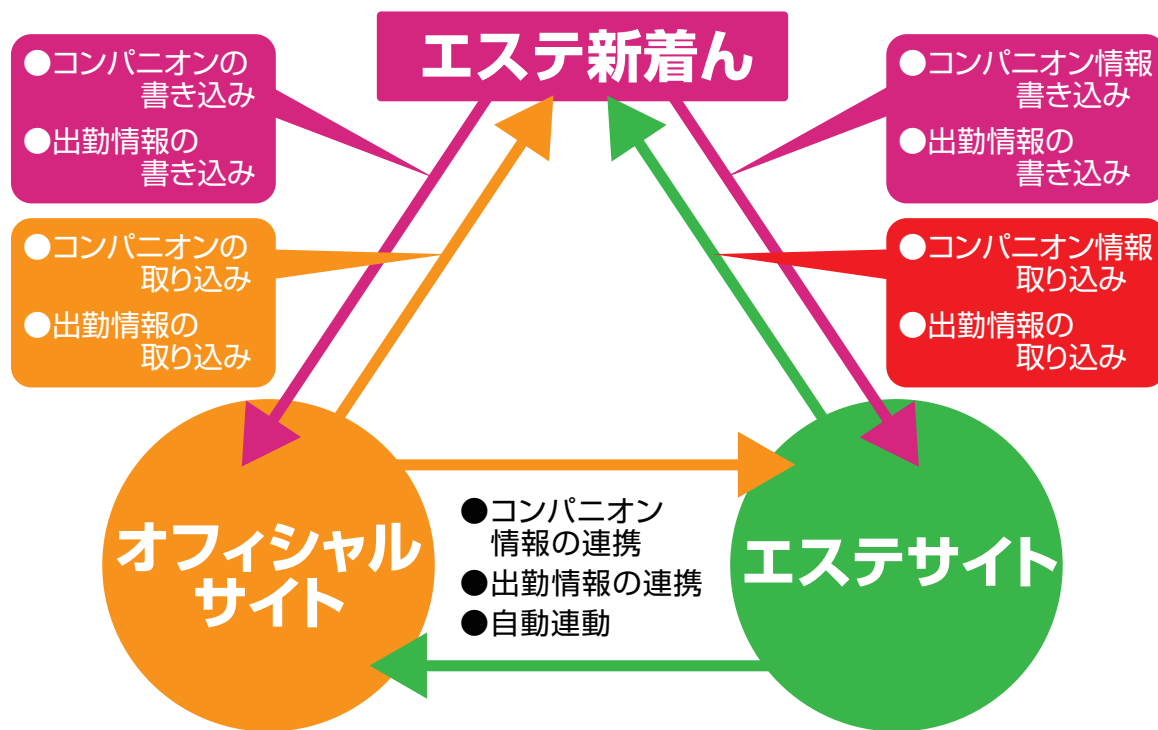 エステ新着ん
●コンパニオンの
書き込み
●出勤情報の
書き込み
●コンパニオン情報
書き込み
●出勤情報の
書き込み
●コンパニオンの
取り込み
●出勤情報の
取り込み
●コンパニオン情報
取り込み
●出勤情報の
取り込み
オフィシャル
サイト
●コンパニオン
情報の連携
●出勤情報の連携
●自動連動
エステサイト